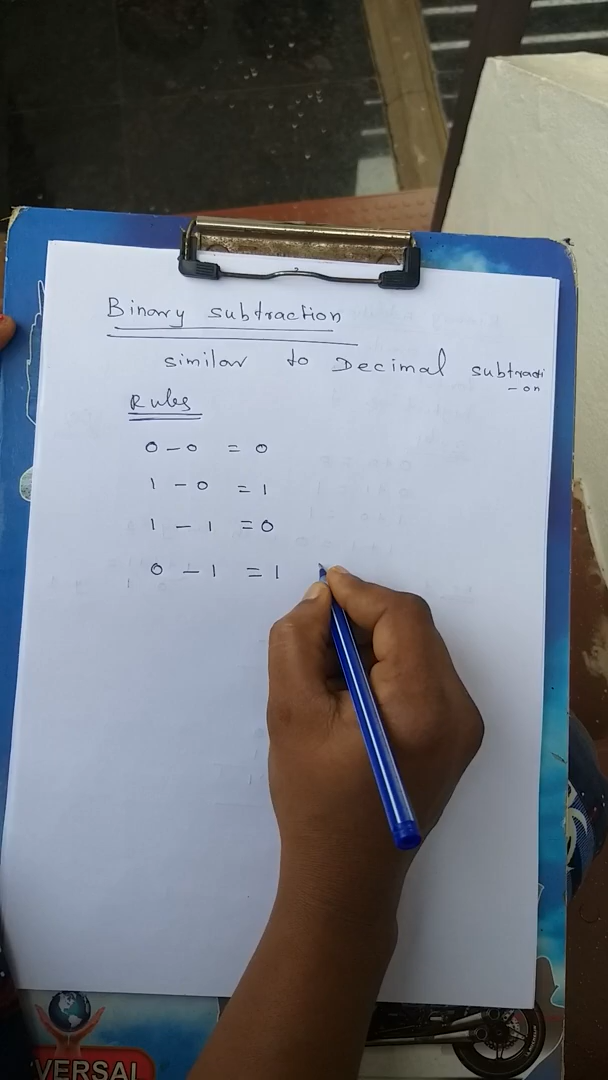 Binary subtraction
similar to Decimal subtracti
-on
Rules
0 - 0 = 0
1 - 0 = 1
1 - 1 = 0
0 - 1 = 1
VERSAL